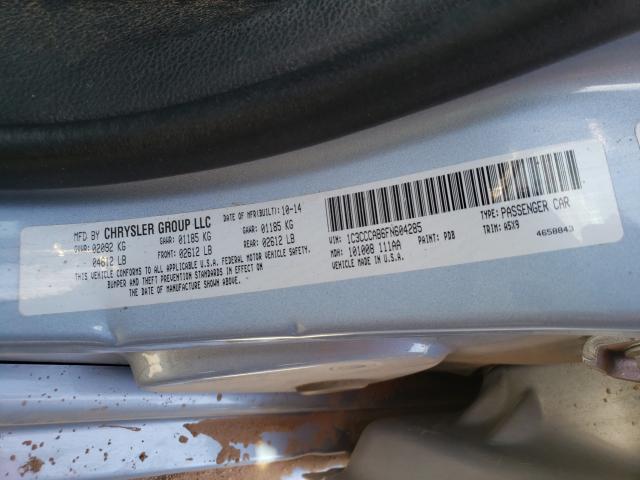 MFD BY CHRYSLER GROUP LLC DATE OF MFR(BUILT): 10-14
GVWR: 02092 KG GAWR: 01185 KG GAWR: 01185 KG
04612 LB FRONT: 02612 LB REAR: 02612 LB
THIS VEHICLE CONFORMS TO ALL APPLICABLE U.S.A. FEDERAL MOTOR VEHICLE SAFETY,
BUMPER AND THEFT PREVENTION STANDARDS IN EFFECT ON
THE DATE OF MANUFACTURE SHOWN ABOVE.
VIN: 1C3CCCAB6FN604285 TYPE: PASSENGER CAR
MDH: 101009 111AA PAINT: PDB TRIM: A5X9
VEHICLE MADE IN U.S.A. 4658843